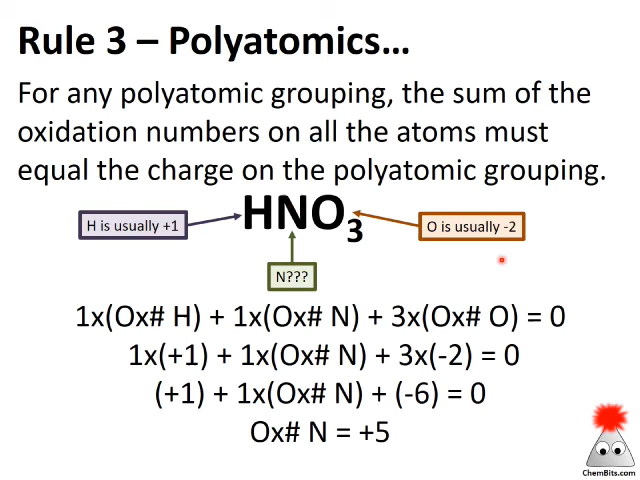 Rule 3 – Polyatomics…
For any polyatomic grouping, the sum of the
oxidation numbers on all the atoms must
equal the charge on the polyatomic grouping.
H is usually +1
HNO₃
O is usually -2
N???
1x(Ox# H) + 1x(Ox# N) + 3x(Ox# O) = 0
1x(+1) + 1x(Ox# N) + 3x(-2) = 0
(+1) + 1x(Ox# N) + (-6) = 0
Ox# N = +5
ChemBits.com